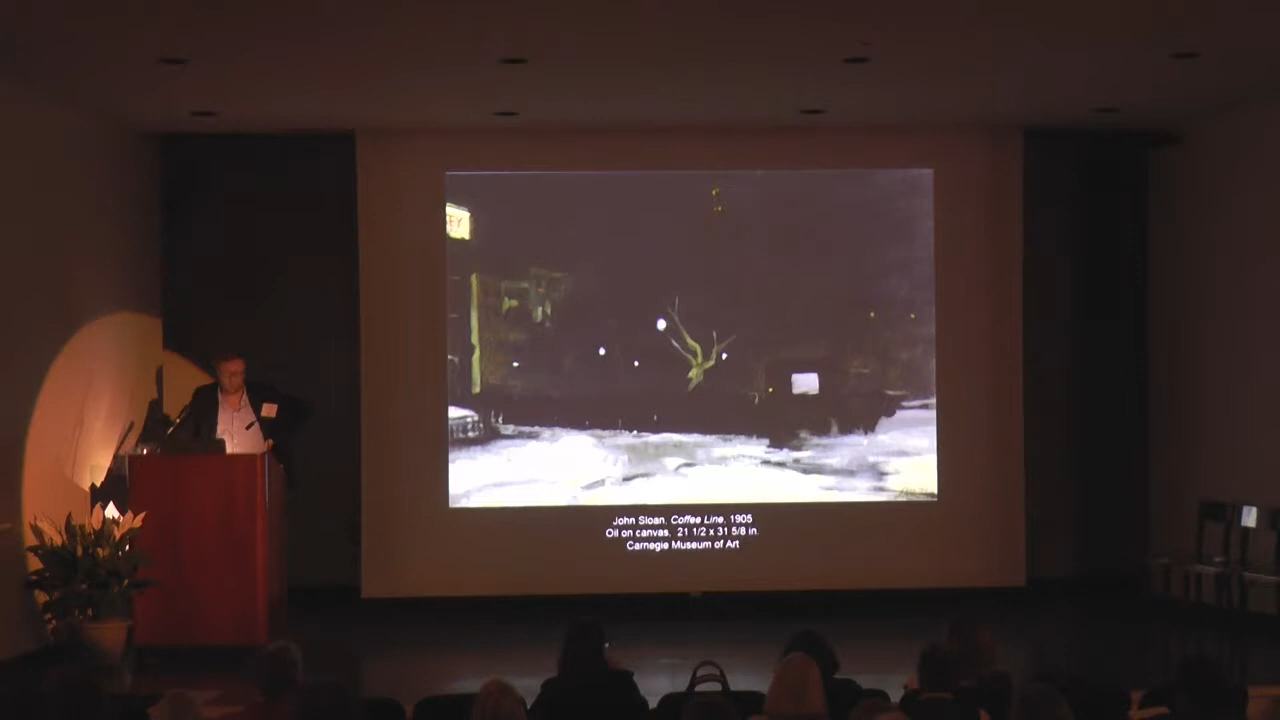 EY
John Sloan, Coffee Line, 1905
Oil on canvas, 21 1/2 x 31 5/8 in.
Carnegie Museum of Art